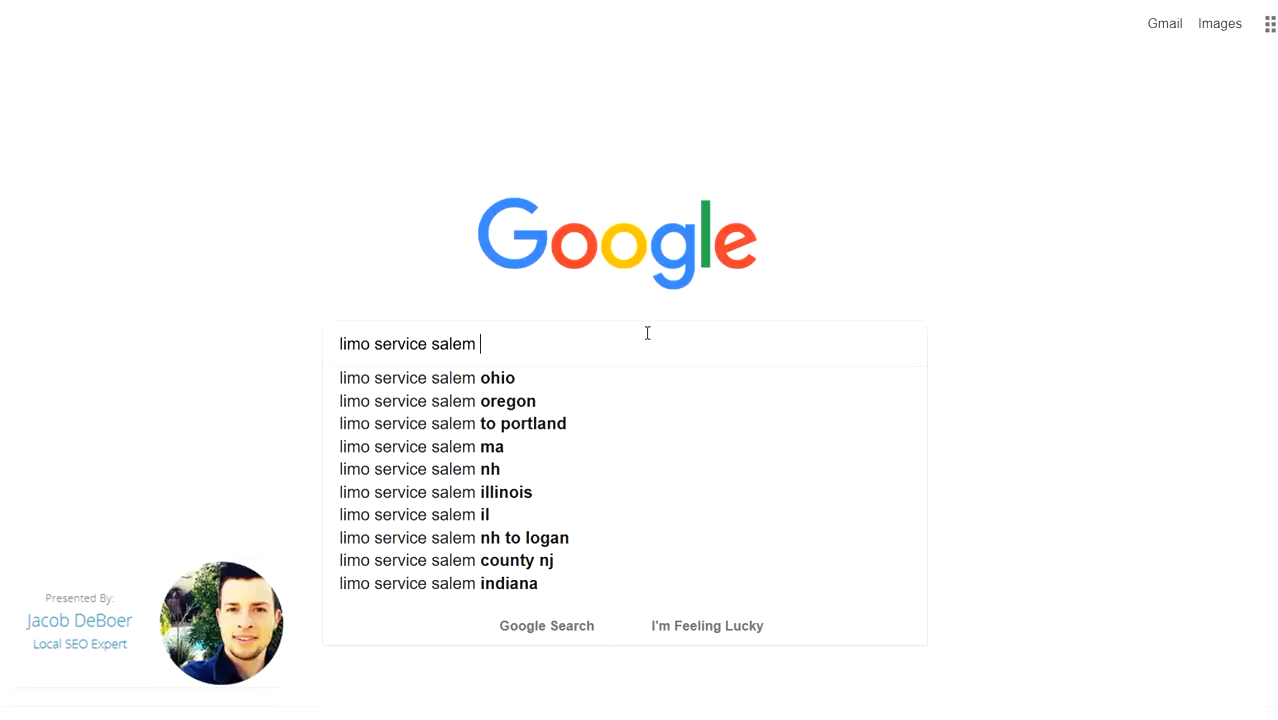 Gmail Images
Google
limo service salem
limo service salem ohio
limo service salem oregon
limo service salem to portland
limo service salem ma
limo service salem nh
limo service salem illinois
limo service salem il
limo service salem nh to logan
limo service salem county nj
limo service salem indiana
Google Search I'm Feeling Lucky
Presented By:
Jacob DeBoer
Local SEO Expert